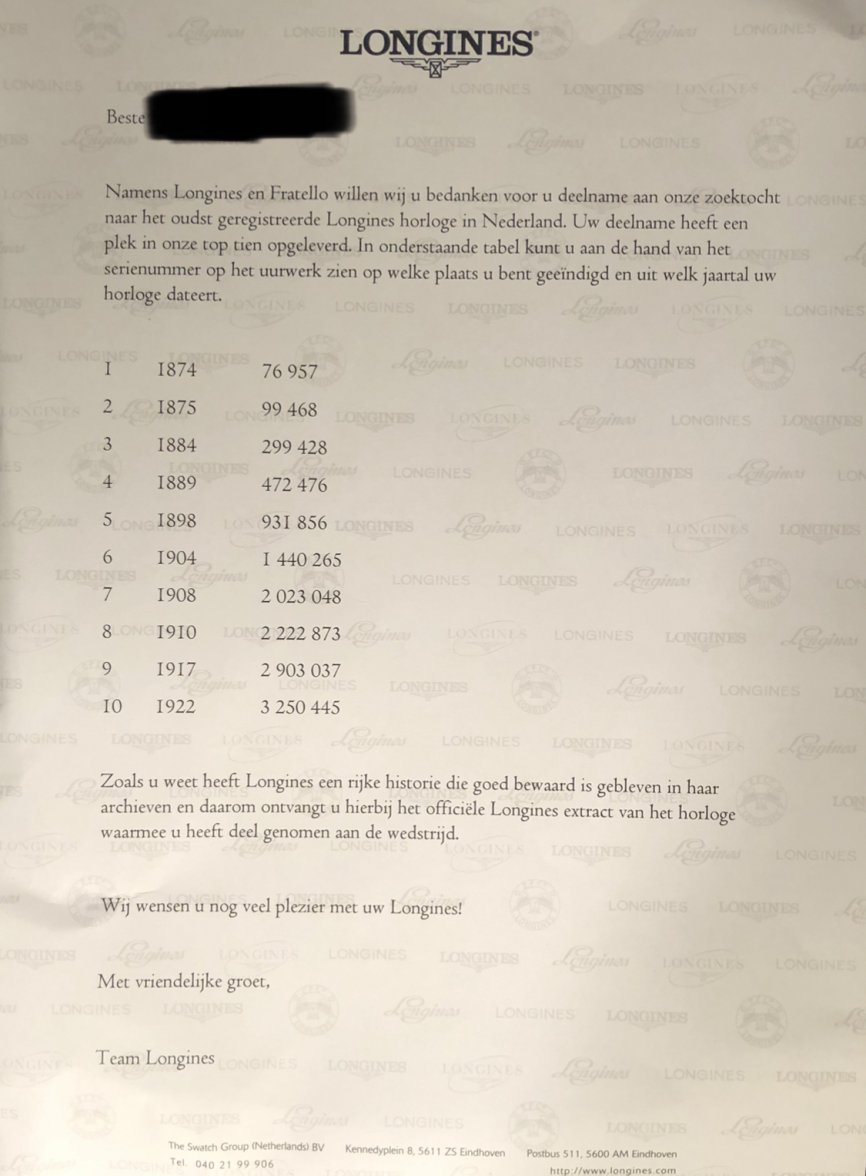 LONGINES®
Beste
Namens Longines en Fratello willen wij u bedanken voor u deelname aan onze zoektocht
naar het oudst geregistreerde Longines horloge in Nederland. Uw deelname heeft een
plek in onze top tien opgeleverd. In onderstaande tabel kunt u aan de hand van het
serienummer op het uurwerk zien op welke plaats u bent geeïndigd en uit welk jaartal uw
horloge dateert.
1 1874 76 957
2 1875 99 468
3 1884 299 428
4 1889 472 476
5 1898 931 856
6 1904 1 440 265
7 1908 2 023 048
8 1910 2 222 873
9 1917 2 903 037
10 1922 3 250 445
Zoals u weet heeft Longines een rijke historie die goed bewaard is gebleven in haar
archieven en daarom ontvangt u hierbij het officiële Longines extract van het horloge
waarmee u heeft deel genomen aan de wedstrijd.
Wij wensen u nog veel plezier met uw Longines!
Met vriendelijke groet,
Team Longines
The Swatch Group (Netherlands) BV Kennedyplein 8, 5611 ZS Eindhoven Postbus 511, 5600 AM Eindhoven
Tel. 040 21 99 906 http://www.longines.com